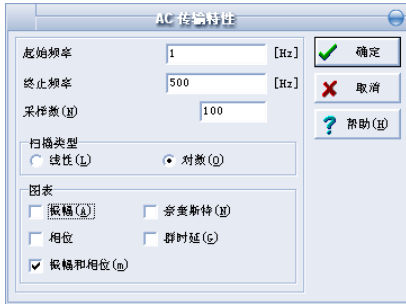 AC 传输特性
起始频率 1 [Hz]
终止频率 500 [Hz]
采样数(N) 100
扫描类型
线性(L) 对数(O)
图表
振幅(A) 奈奎斯特(N)
相位 群时延(G)
振幅和相位(m)
确定
取消
帮助(H)